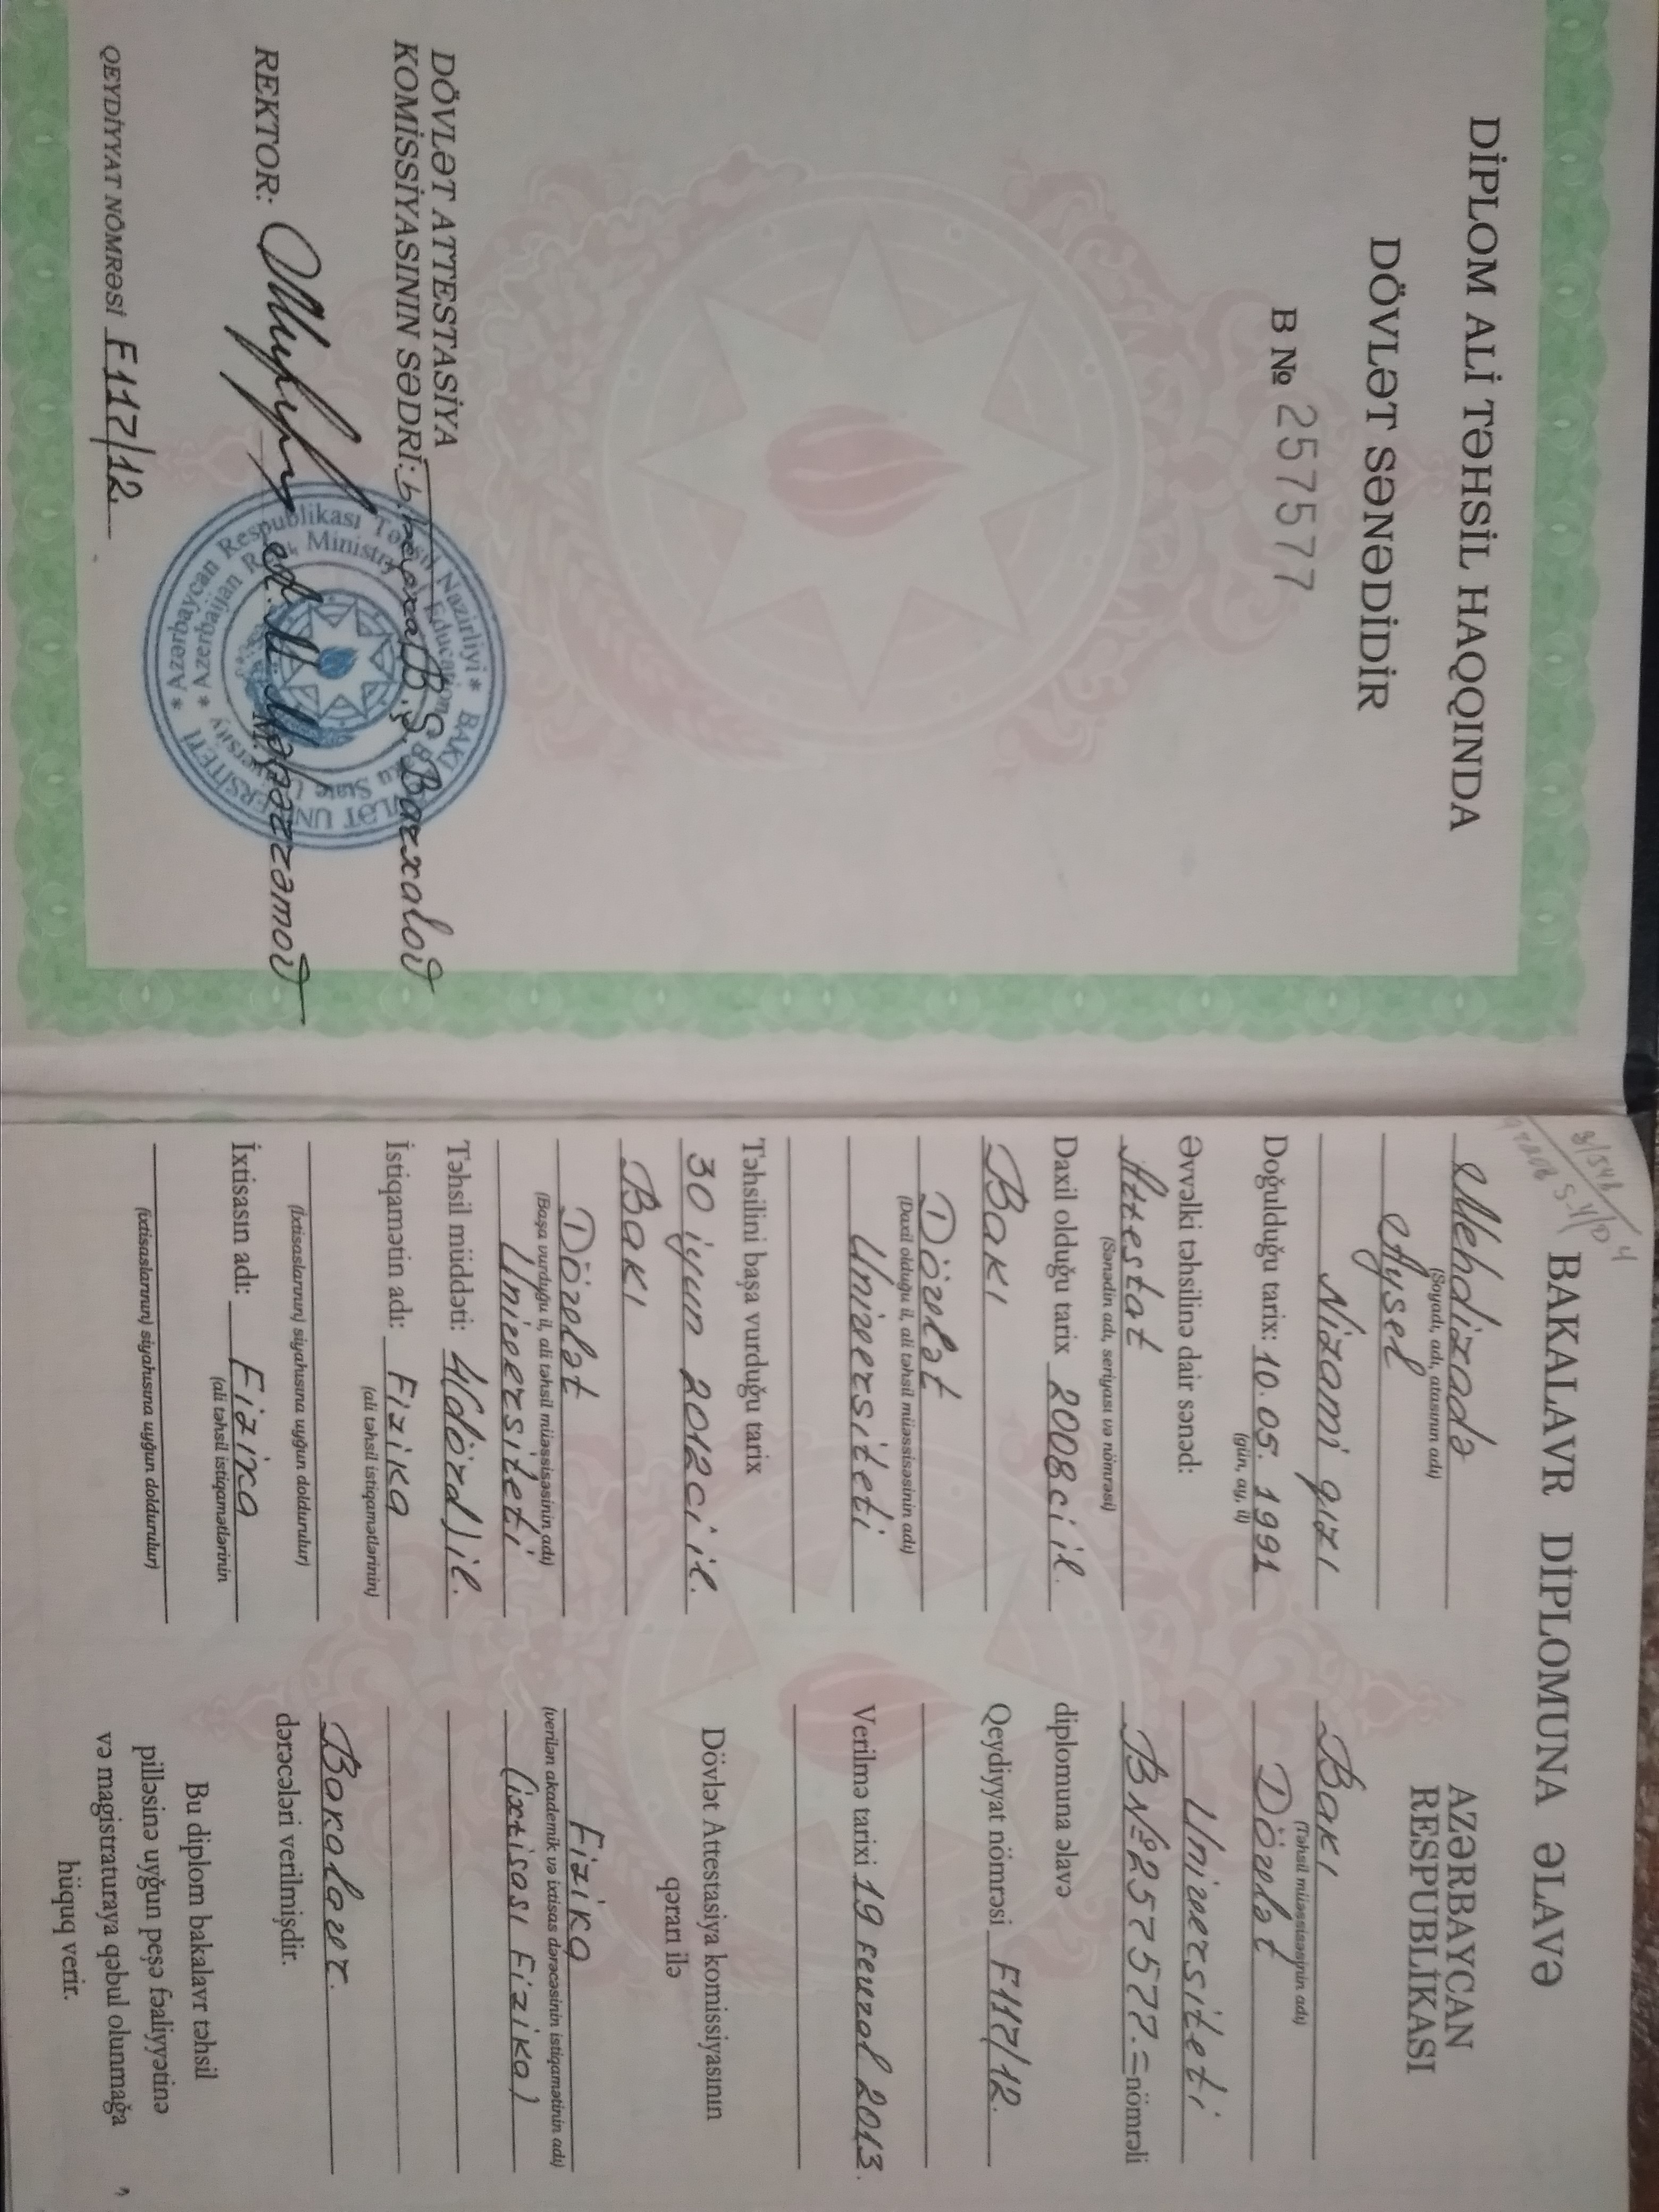 DİPLOM ALİ TƏHSİL HAQQINDA
DÖVLƏT SƏNƏDİDİR
B № 257577
DÖVLƏT ATTESTASİYA
KOMİSSİYASININ SƏDRİ: B.Ş. Barxalov
REKTOR: M. Məhərrəmov
QEYDİYYAT NÖMRƏSİ F117/12.
Azərbaycan Respublikası Təhsil Nazirliyi * BAKI DÖVLƏT UNİVERSİTETİ *
BAKALAVR DİPLOMUNA ƏLAVƏ
Mehdizadə
(Soyadı, adı, atasının adı)
Aysel
Nizami qızı
Doğulduğu tarix: 10.05.1991
(gün, ay, il)
Əvvəlki təhsilinə dair sənəd:
Attestat
(Sənədin adı, seriyası və nömrəsi)
Daxil olduğu tarix 2008ci il.
Bakı
Dövlət
(Daxil olduğu il, ali təhsil müəssisəsinin adı)
Universiteti
Təhsilini başa vurduğu tarix
30 iyun 2012ci il.
Bakı
Dövlət
(Başa vurduğu il, ali təhsil müəssisəsinin adı)
Universiteti
Təhsil müddəti: 4(dörd) il.
İstiqamətin adı: Fizika
(ali təhsil istiqamətlərinin)
(ixtisaslarının) siyahısına uyğun doldurulur)
İxtisasın adı: Fizika
(ali təhsil istiqamətlərinin
(ixtisaslarının) siyahısına uyğun doldurulur)
AZƏRBAYCAN
RESPUBLİKASI
Bakı
(Təhsil müəssisəsinin adı)
Dövlət
Universiteti
B№257577.= nömrəli
diplomuna əlavə
Qeydiyyat nömrəsi F117/12.
Verilmə tarixi 19 fevral 2013.
Dövlət Attestasiya komissiyasının
qərarı ilə
Fizika
(verilən akademik və ixtisas dərəcəsinin istiqamətinin adı)
(ixtisası Fizika)
Bakalavr.
dərəcələri verilmişdir.
Bu diplom bakalavr təhsil
pilləsinə uyğun peşə fəaliyyətinə
və magistraturaya qəbul olunmağa
hüquq verir.